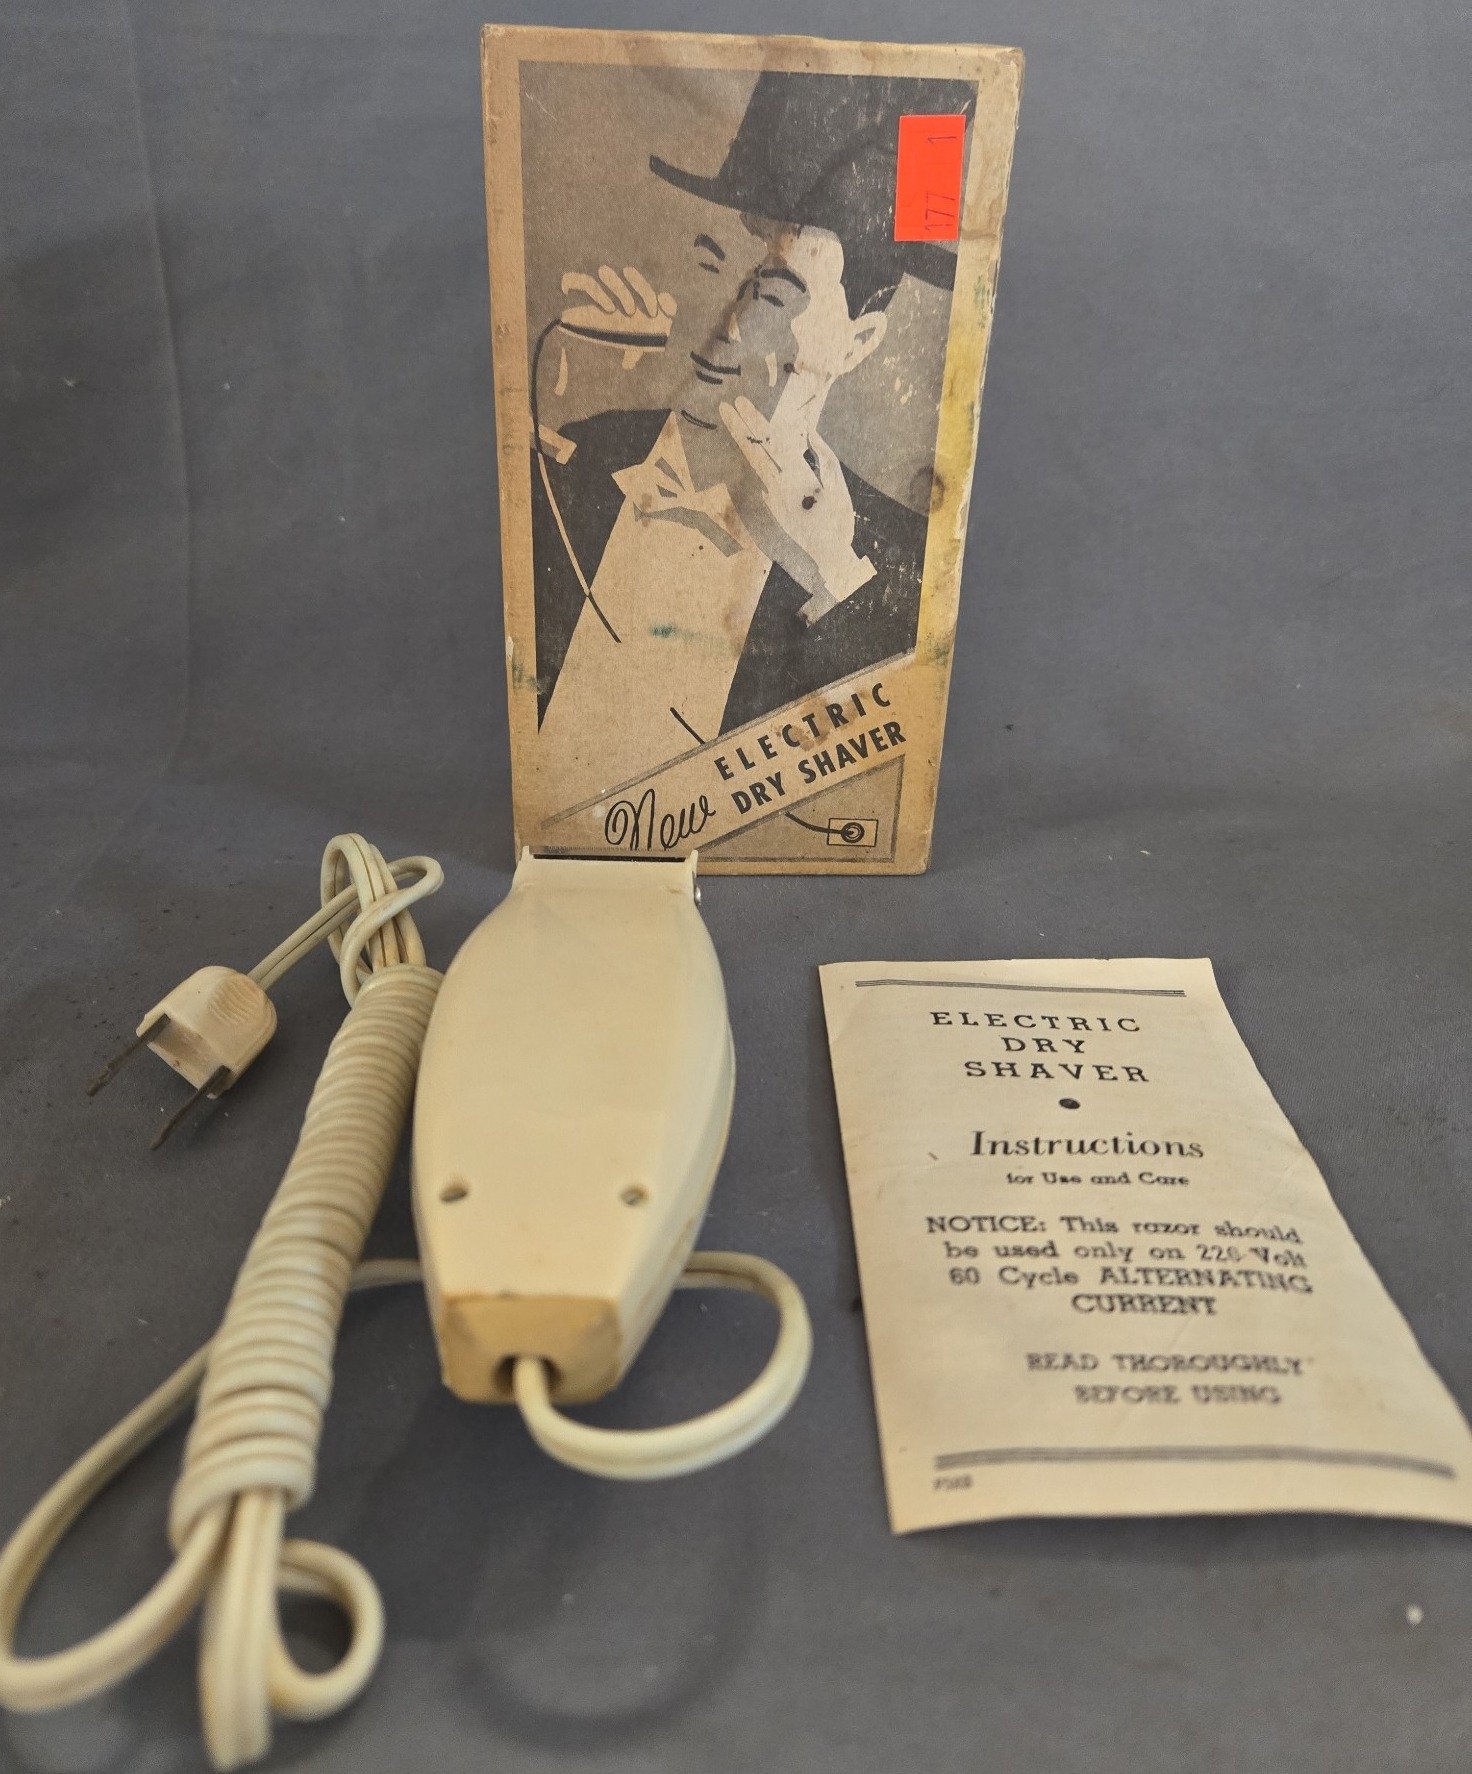 177 1
ELECTRIC
New DRY SHAVER
ELECTRIC
DRY
SHAVER
Instructions
for Use and Care
NOTICE: This razor should
be used only on Volt
60 Cycle ALTERNATING
CURRENT
READ THOROUGHLY
BEFORE USING